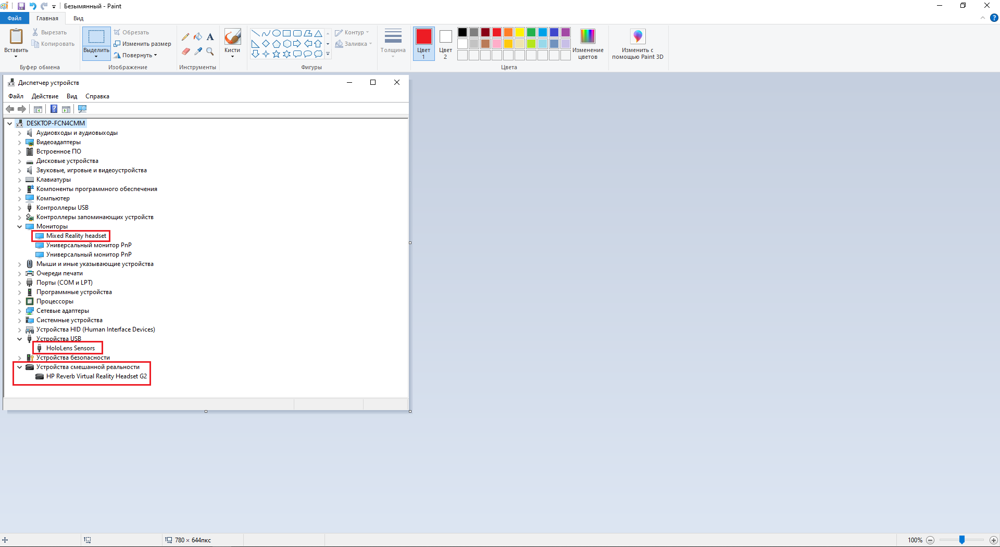 Безымянный - Paint
Файл
Главная
Вид
Вставить
Вырезать
Копировать
Буфер обмена
Выделить
Обрезать
Изменить размер
Повернуть
Изображение
Инструменты
Кисти
Контур
Заливка
Фигуры
Толщина
Цвет
1
Цвет
2
Изменение
цветов
Цвета
Изменить с
помощью Paint 3D
Диспетчер устройств
Файл Действие Вид Справка
DESKTOP-FCN4CMM
Аудиовходы и аудиовыходы
Видеоадаптеры
Встроенное ПО
Дисковые устройства
Звуковые, игровые и видеоустройства
Клавиатуры
Компоненты программного обеспечения
Компьютер
Контроллеры USB
Контроллеры запоминающих устройств
Мониторы
Mixed Reality headset
Универсальный монитор PnP
Универсальный монитор PnP
Мыши и иные указывающие устройства
Очереди печати
Порты (COM и LPT)
Программные устройства
Процессоры
Сетевые адаптеры
Системные устройства
Устройства HID (Human Interface Devices)
Устройства USB
HoloLens Sensors
Устройства безопасности
Устройства смешанной реальности
HP Reverb Virtual Reality Headset G2
780 × 644пкс
100%